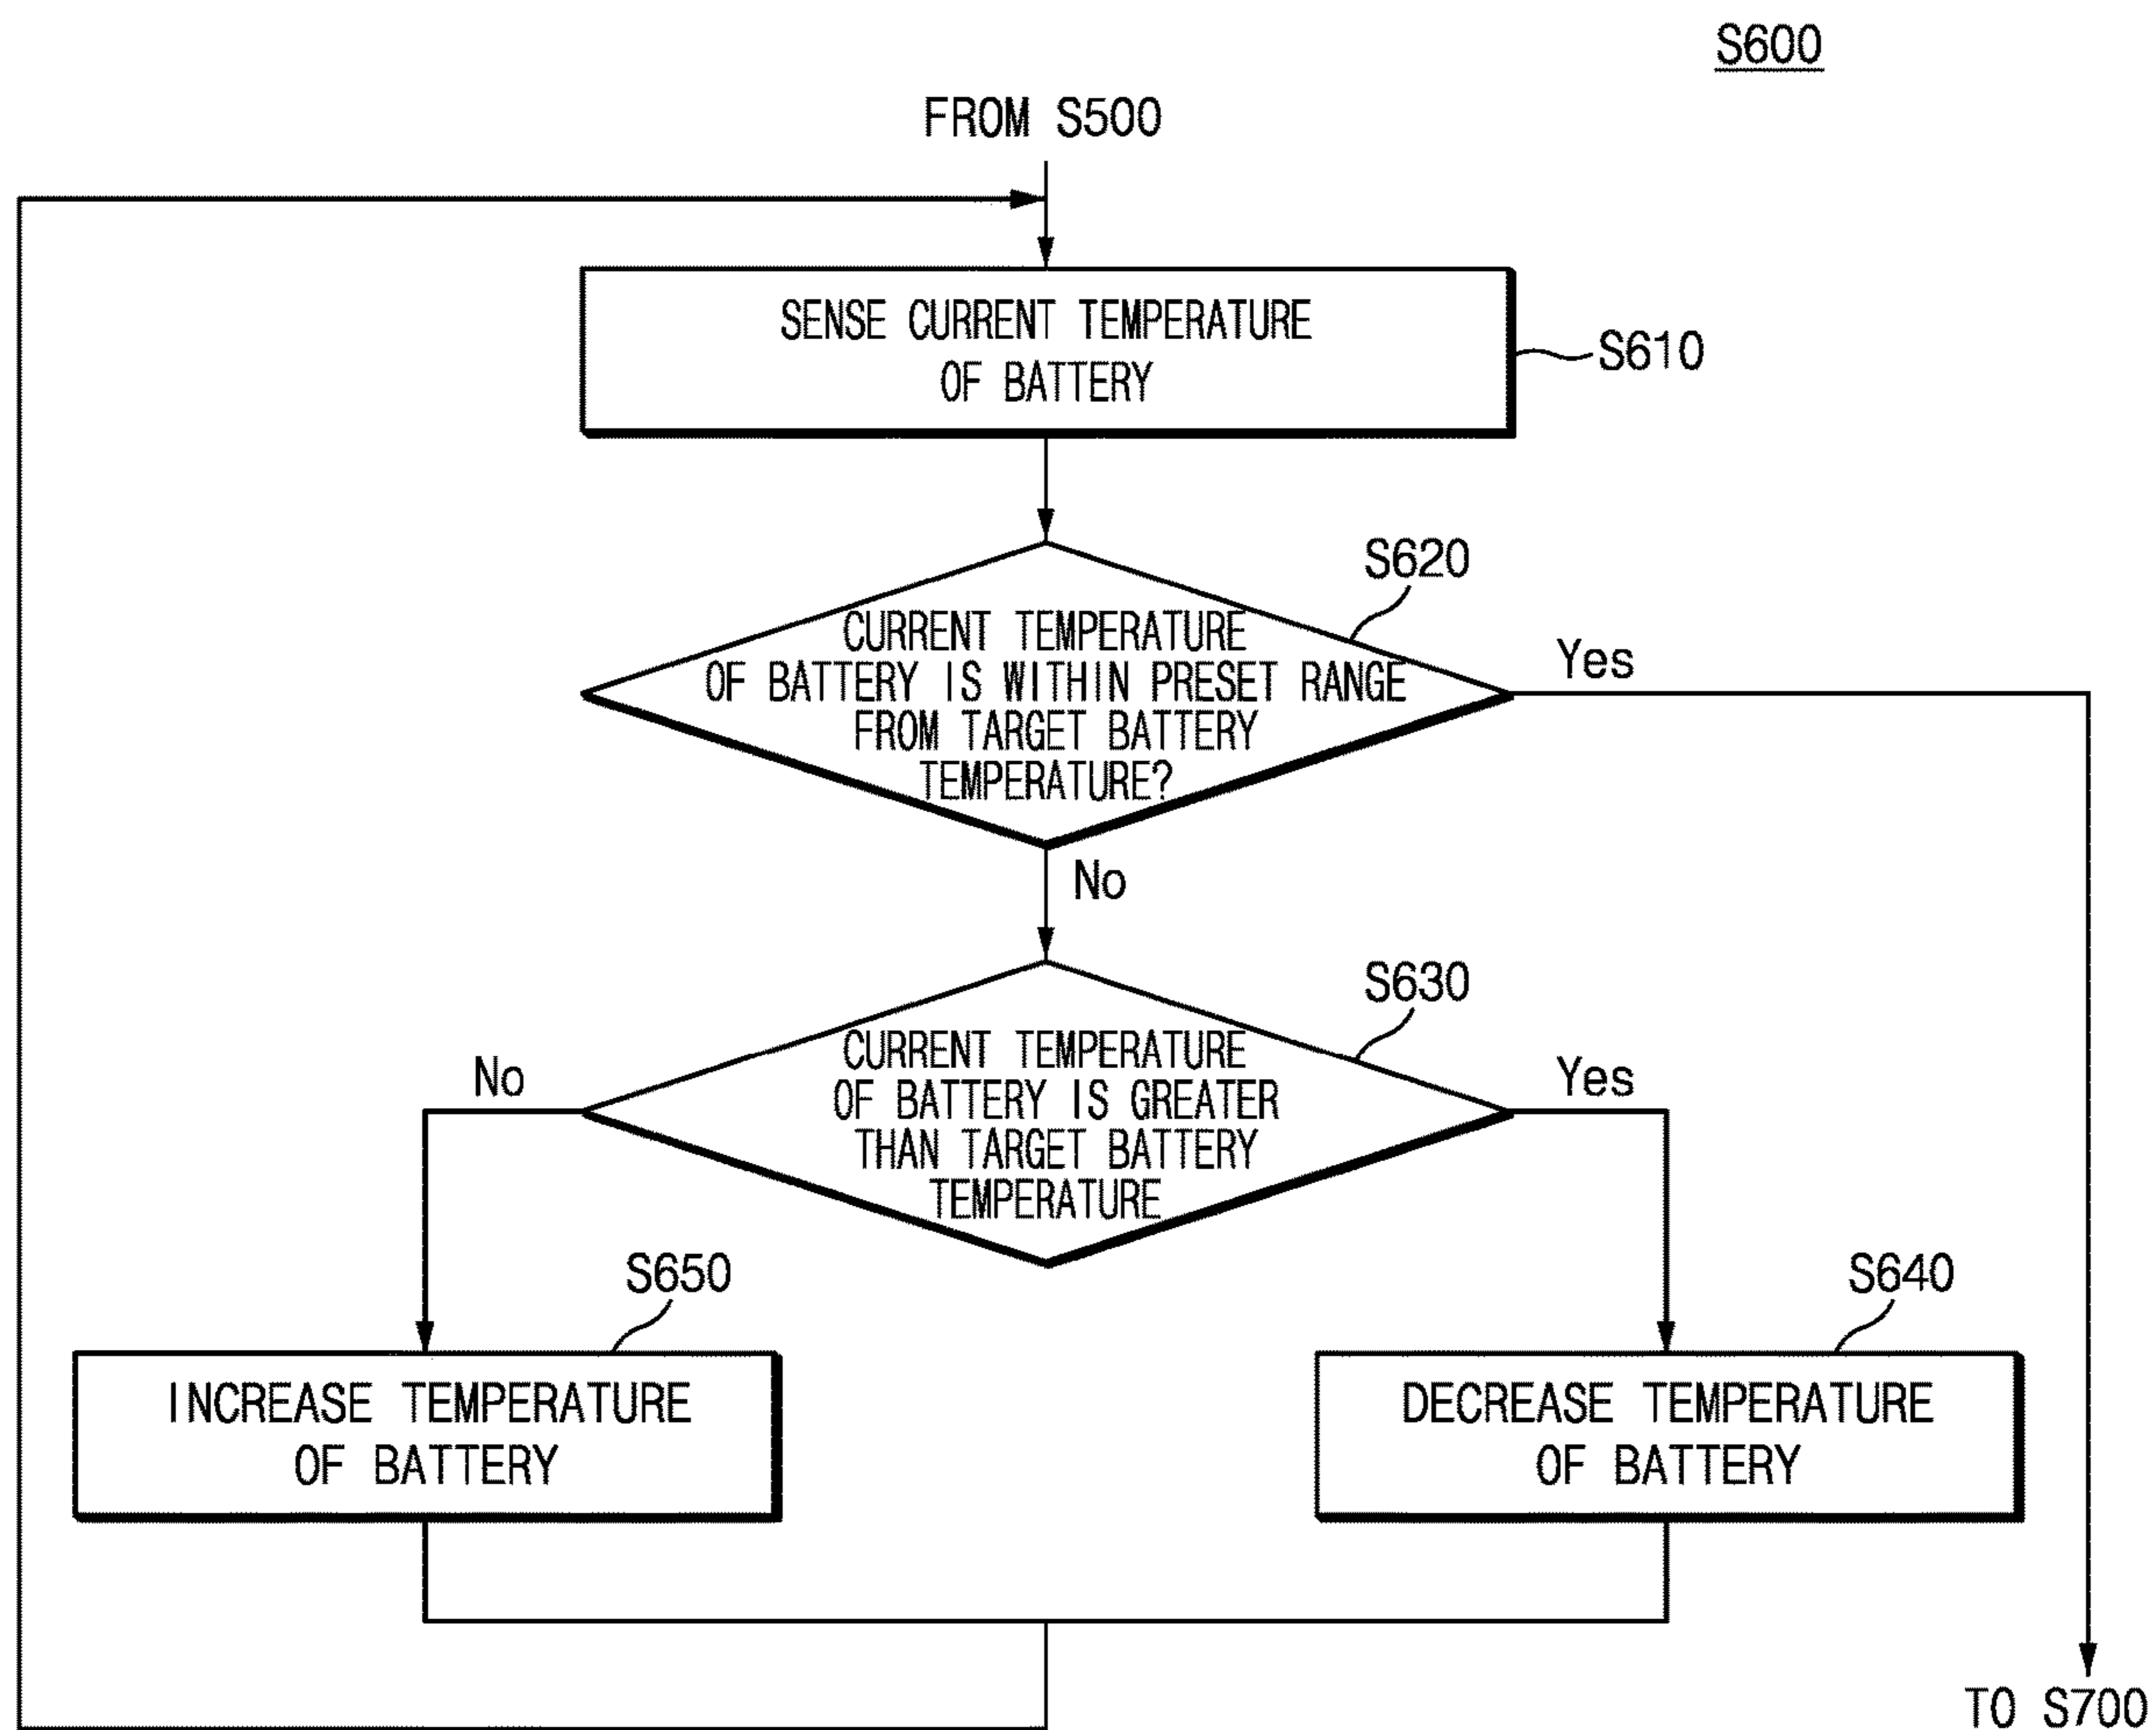 S600
FROM S500
SENSE CURRENT TEMPERATURE
OF BATTERY
S610
S620
CURRENT TEMPERATURE
OF BATTERY IS WITHIN PRESET RANGE
FROM TARGET BATTERY
TEMPERATURE?
Yes
No
S630
CURRENT TEMPERATURE
OF BATTERY IS GREATER
THAN TARGET BATTERY
TEMPERATURE
No
Yes
S650
S640
INCREASE TEMPERATURE
OF BATTERY
DECREASE TEMPERATURE
OF BATTERY
TO S700